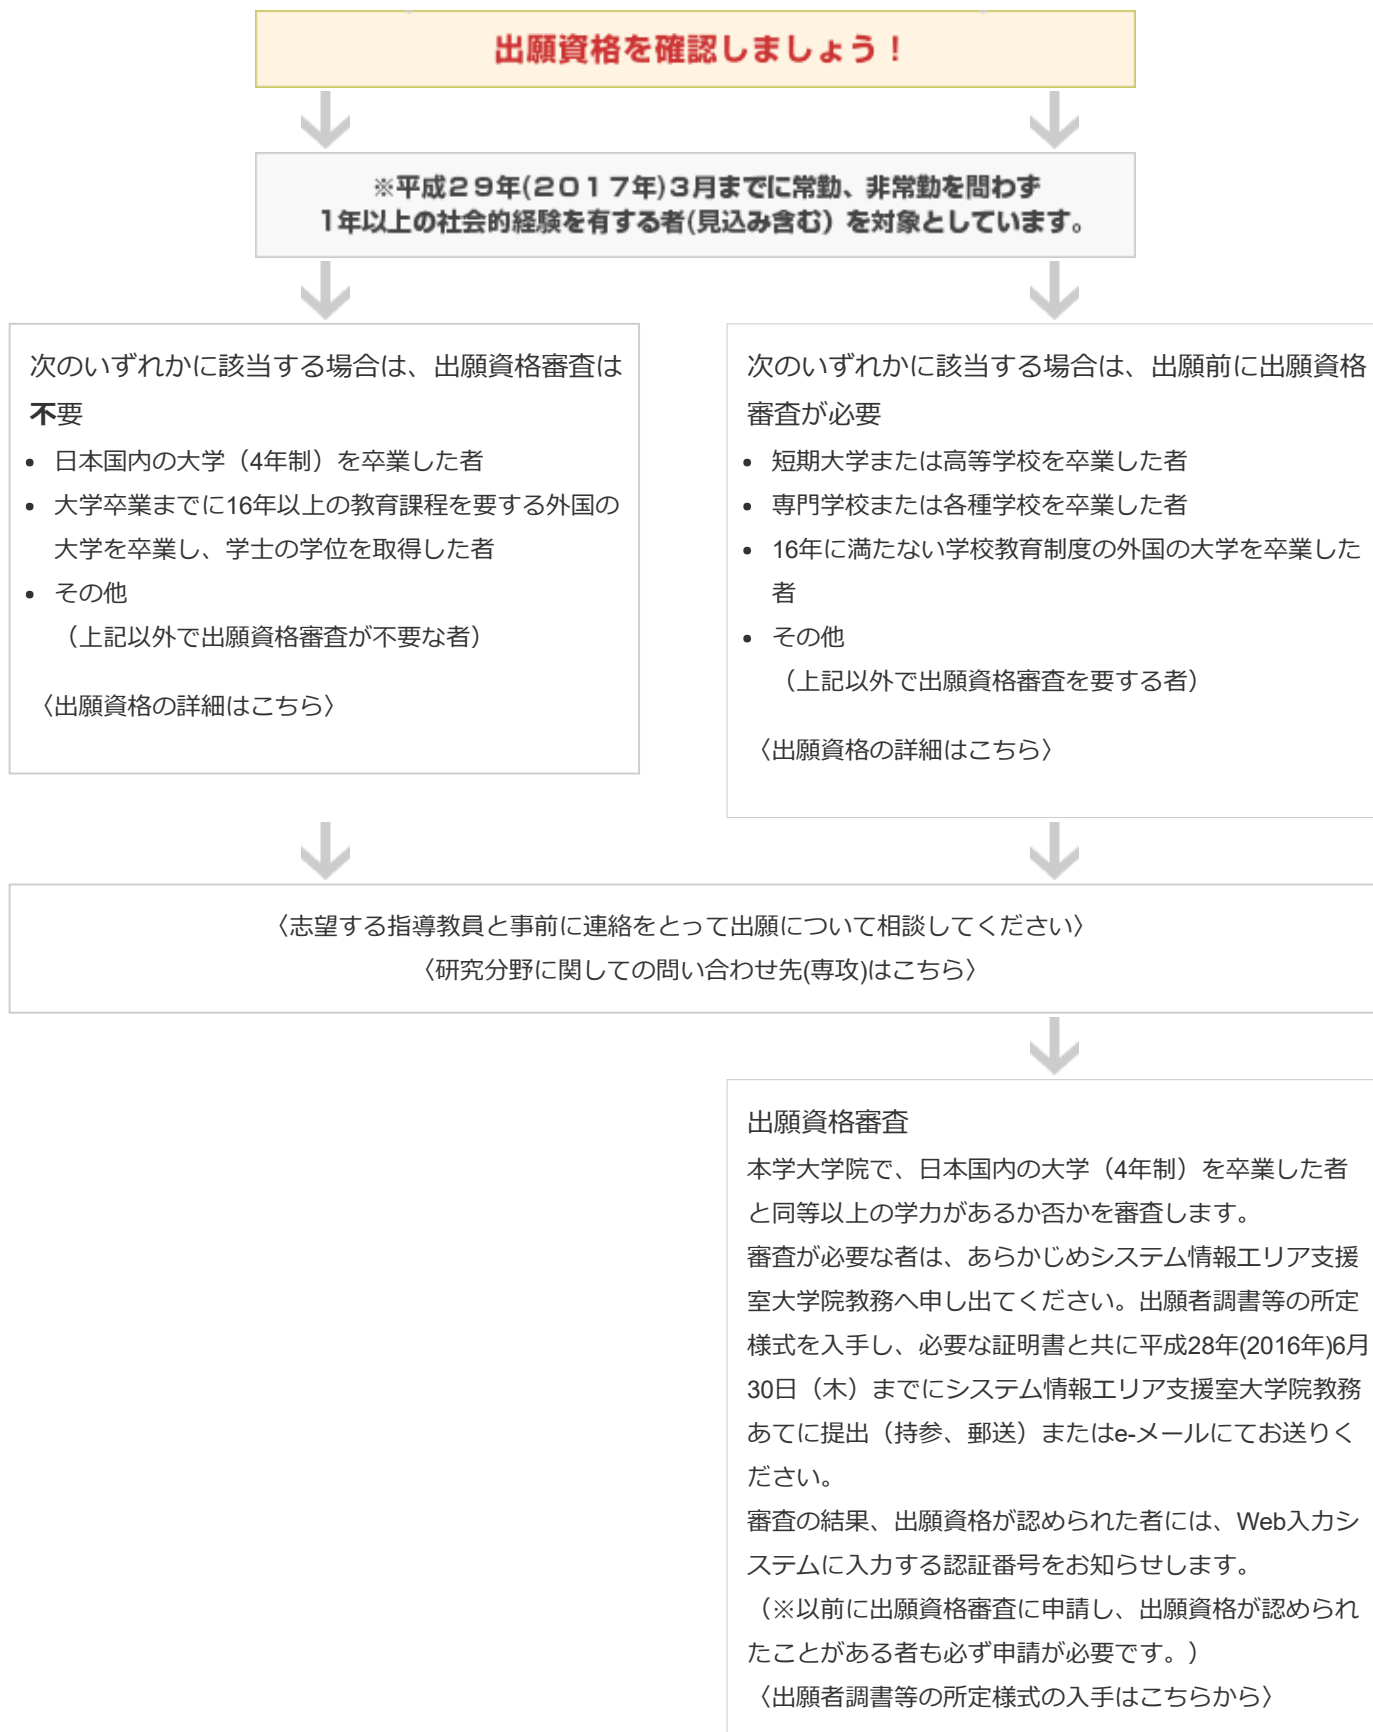 出願資格を確認しましょう！
※平成２９年(２０１７年)３月までに常勤、非常勤を問わず
１年以上の社会的経験を有する者(見込み含む）を対象としています。
次のいずれかに該当する場合は、出願資格審査は
不要
• 日本国内の大学（4年制）を卒業した者
• 大学卒業までに16年以上の教育課程を要する外国の
大学を卒業し、学士の学位を取得した者
• その他
（上記以外で出願資格審査が不要な者）
〈出願資格の詳細はこちら〉
次のいずれかに該当する場合は、出願前に出願資格
審査が必要
• 短期大学または高等学校を卒業した者
• 専門学校または各種学校を卒業した者
• 16年に満たない学校教育制度の外国の大学を卒業した
者
• その他
（上記以外で出願資格審査を要する者）
〈出願資格の詳細はこちら〉
〈志望する指導教員と事前に連絡をとって出願について相談してください〉
〈研究分野に関しての問い合わせ先(専攻)はこちら〉
出願資格審査
本学大学院で、日本国内の大学（4年制）を卒業した者
と同等以上の学力があるか否かを審査します。
審査が必要な者は、あらかじめシステム情報エリア支援
室大学院教務へ申し出てください。出願者調書等の所定
様式を入手し、必要な証明書と共に平成28年(2016年)6月
30日（木）までにシステム情報エリア支援室大学院教務
あてに提出（持参、郵送）またはe-メールにてお送りく
ださい。
審査の結果、出願資格が認められた者には、Web入力シ
ステムに入力する認証番号をお知らせします。
（※以前に出願資格審査に申請し、出願資格が認められ
たことがある者も必ず申請が必要です。）
〈出願者調書等の所定様式の入手はこちらから〉